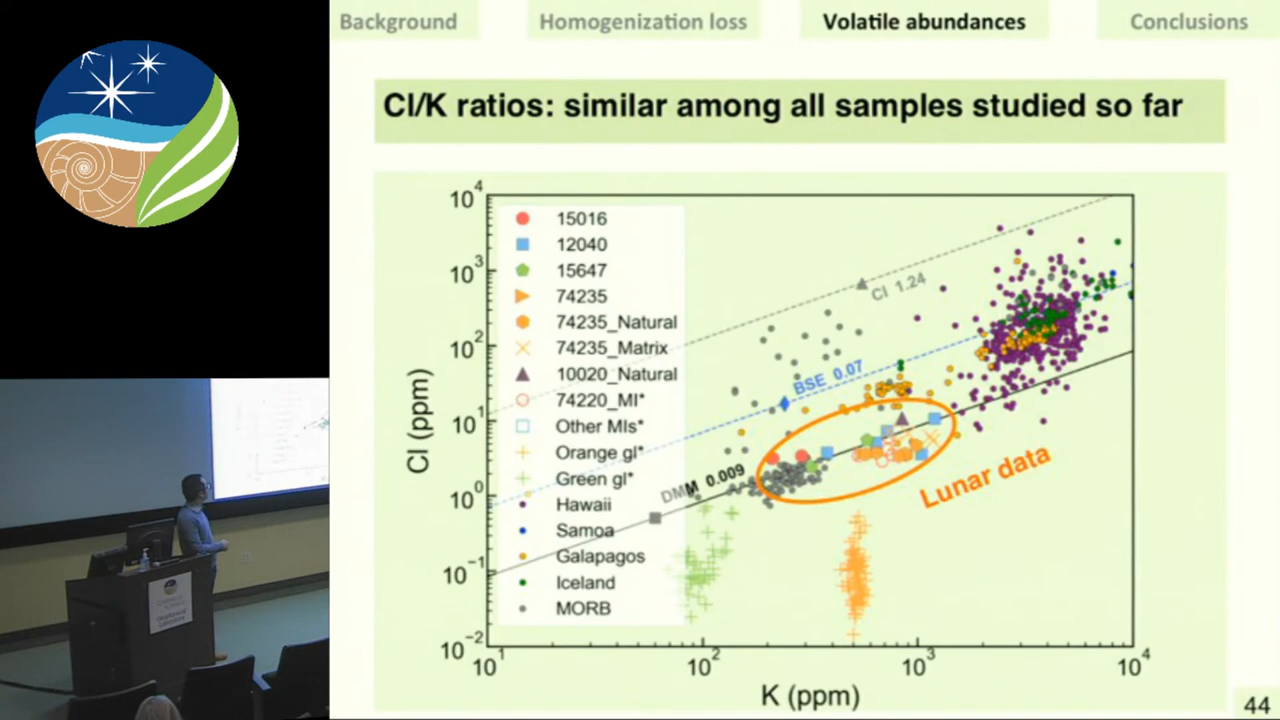 Background
Homogenization loss
Volatile abundances
Conclusions
Cl/K ratios: similar among all samples studied so far
10⁴
10³
10²
10¹
10⁰
10⁻¹
10⁻²
Cl (ppm)
15016
12040
15647
74235
74235_Natural
74235_Matrix
10020_Natural
74220_MI*
Other MIs*
Orange gl*
Green gl*
Hawaii
Samoa
Galapagos
Iceland
MORB
CI 1.24
BSE 0.07
DMM 0.009
Lunar data
10¹
10²
10³
10⁴
K (ppm)
44